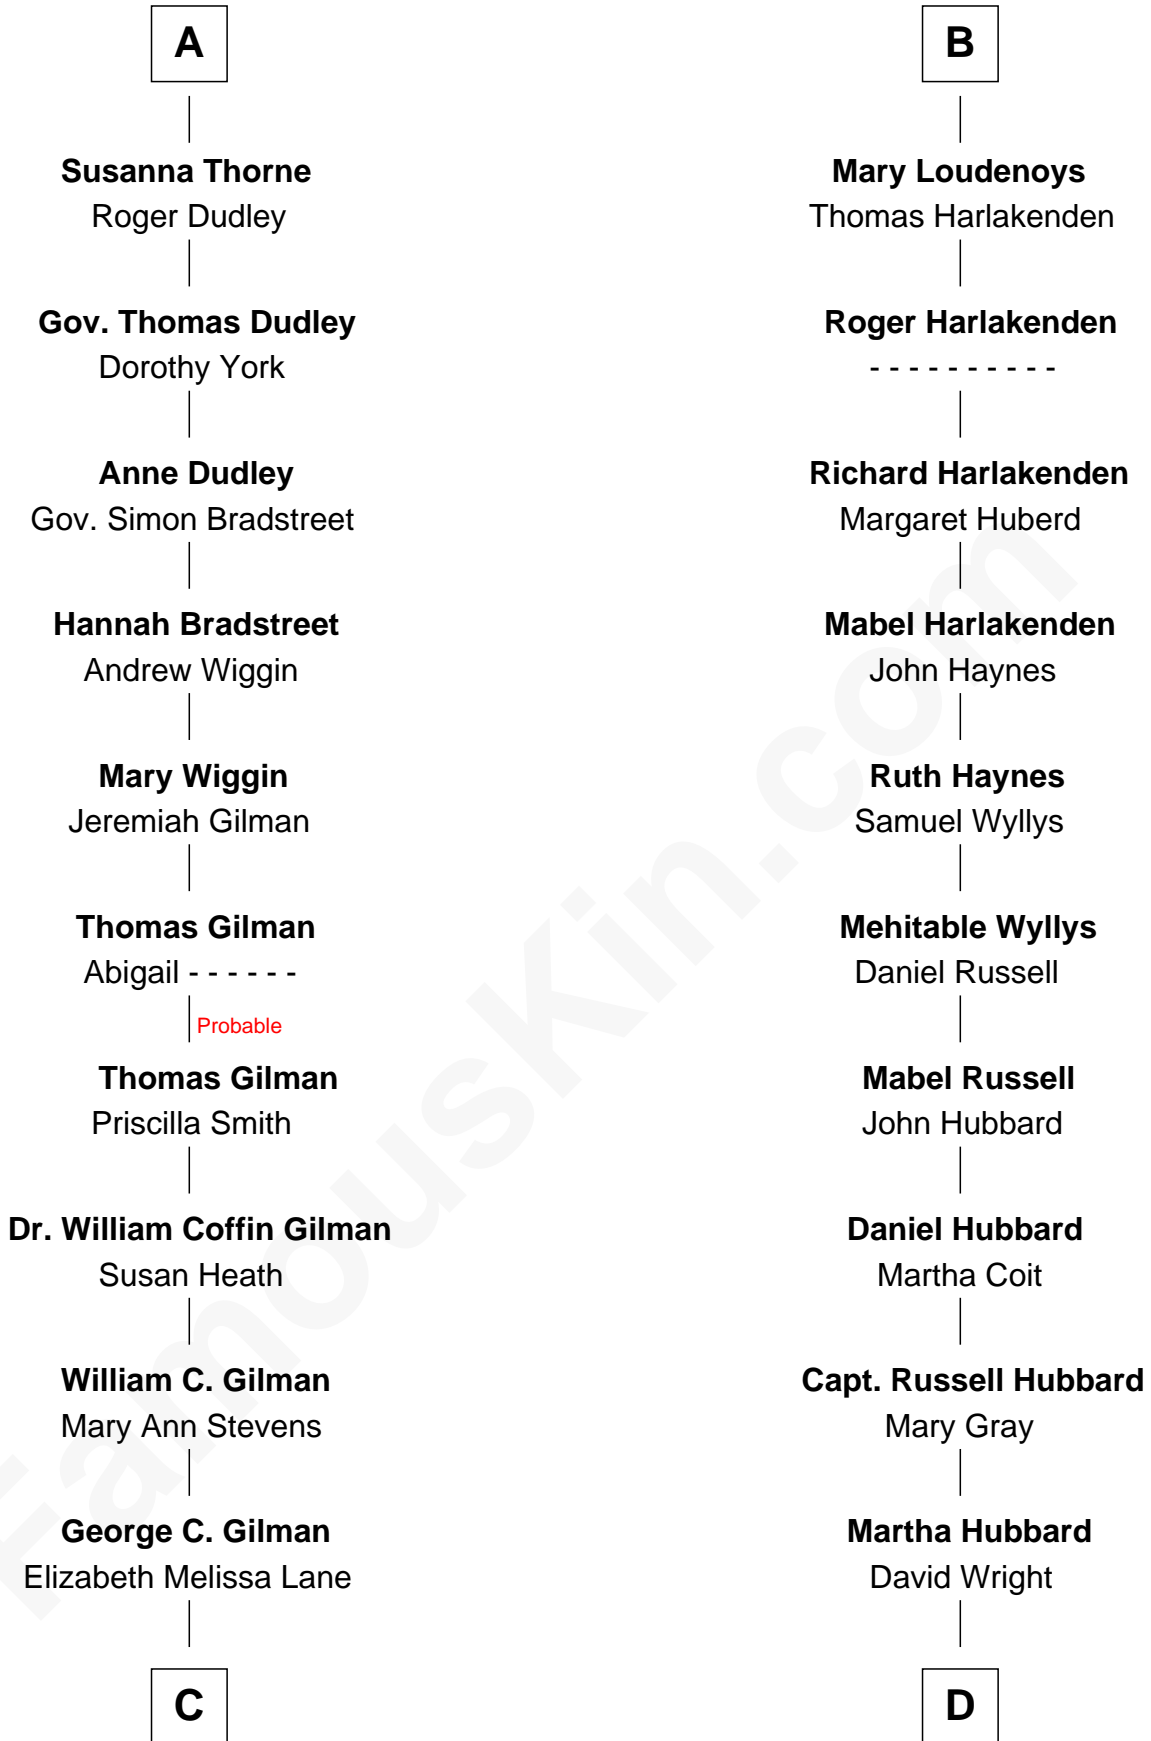 A
Susanna Thorne
Roger Dudley
Gov. Thomas Dudley
Dorothy York
Anne Dudley
Gov. Simon Bradstreet
Hannah Bradstreet
Andrew Wiggin
Mary Wiggin
Jeremiah Gilman
Thomas Gilman
Abigail - - - - - -
Probable
Thomas Gilman
Priscilla Smith
Dr. William Coffin Gilman
Susan Heath
William C. Gilman
Mary Ann Stevens
George C. Gilman
Elizabeth Melissa Lane
C
B
Mary Loudenoys
Thomas Harlakenden
Roger Harlakenden
- - - - - - - - - -
Richard Harlakenden
Margaret Huberd
Mabel Harlakenden
John Haynes
Ruth Haynes
Samuel Wyllys
Mehitable Wyllys
Daniel Russell
Mabel Russell
John Hubbard
Daniel Hubbard
Martha Coit
Capt. Russell Hubbard
Mary Gray
Martha Hubbard
David Wright
D
FamousKin.com